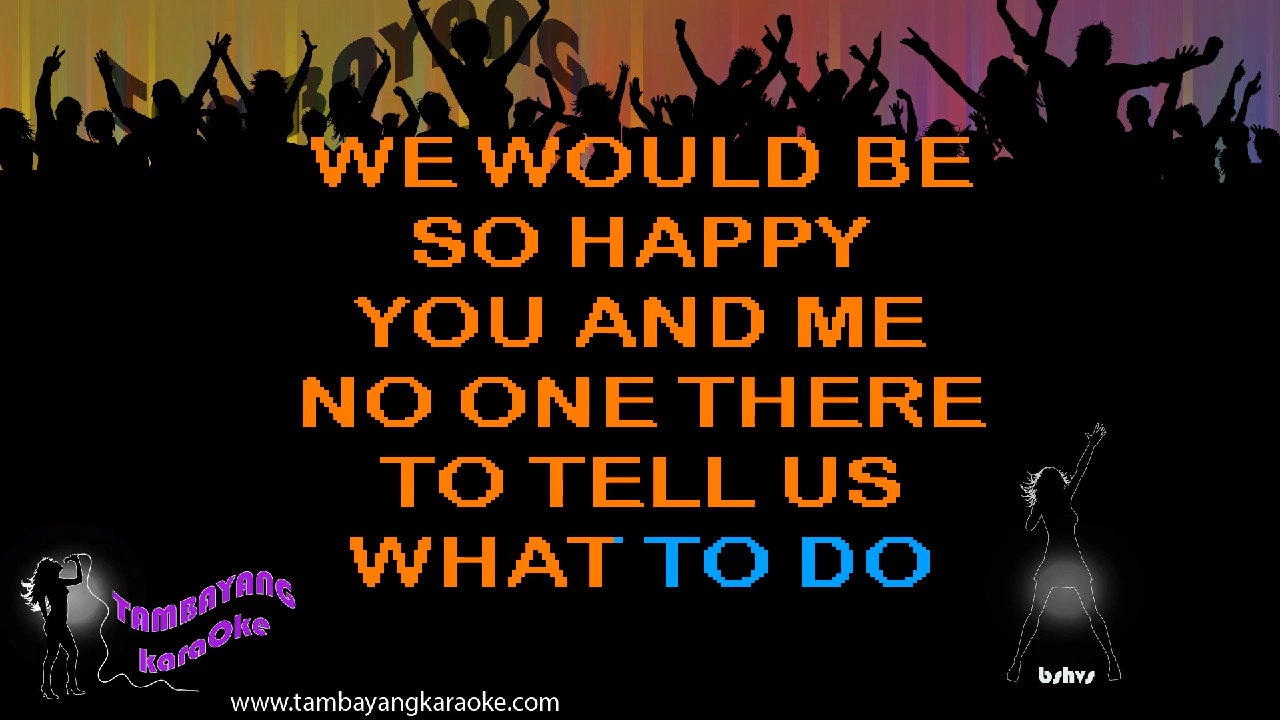 TAMBAYANG
WE WOULD BE
SO HAPPY
YOU AND ME
NO ONE THERE
TO TELL US
WHAT TO DO
TAMBAYANG
karaOke
bshvs
www.tambayangkaraoke.com